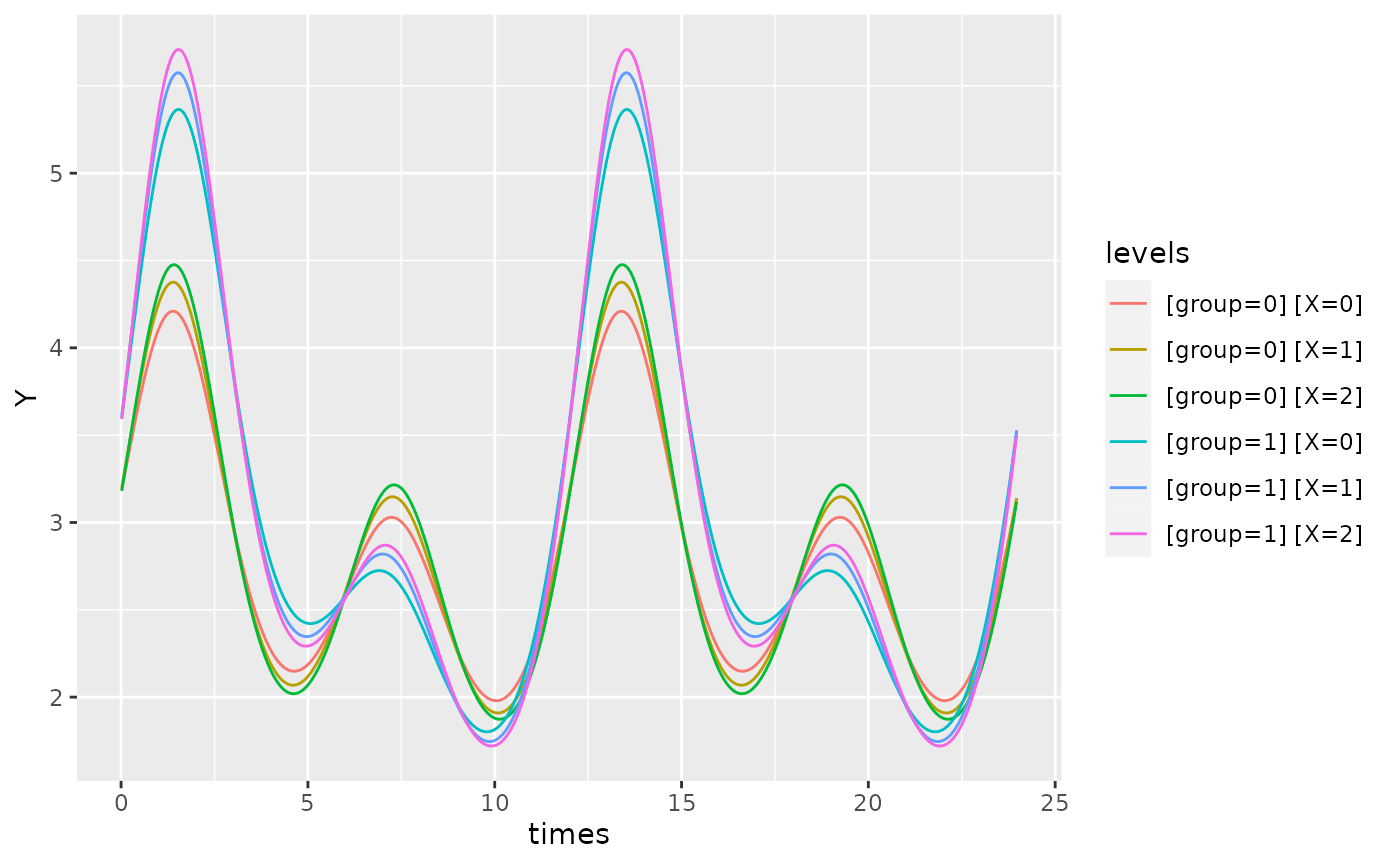 5
4
3
2
Y
0
5
10
15
20
25
times
levels
[group=0] [X=0]
[group=0] [X=1]
[group=0] [X=2]
[group=1] [X=0]
[group=1] [X=1]
[group=1] [X=2]